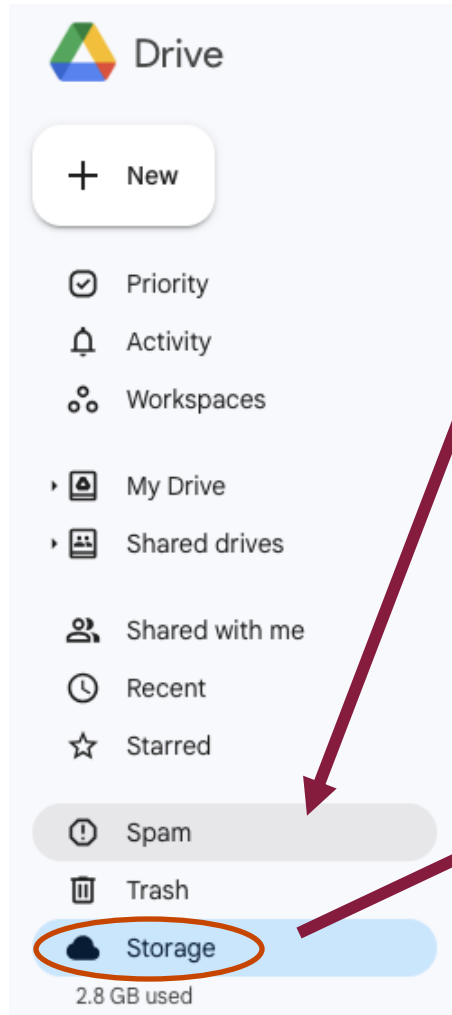 Drive
New
Priority
Activity
Workspaces
My Drive
Shared drives
Shared with me
Recent
Starred
Spam
Trash
Storage
2.8 GB used